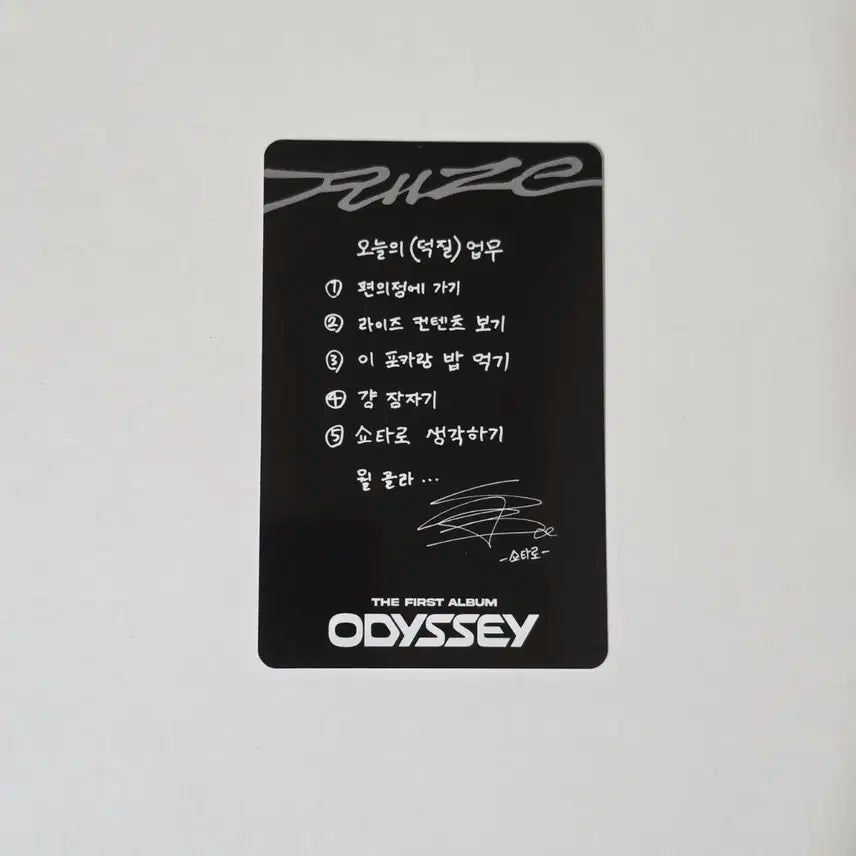 RIIZE
오늘의 (덕질) 업무
① 편의점에 가기
② 라이즈 컨텐츠 보기
③ 이 포카랑 밥 먹기
④ 걍 잠자기
⑤ 쇼타로 생각하기
뭘 콜라...
-쇼타로-
THE FIRST ALBUM
ODYSSEY